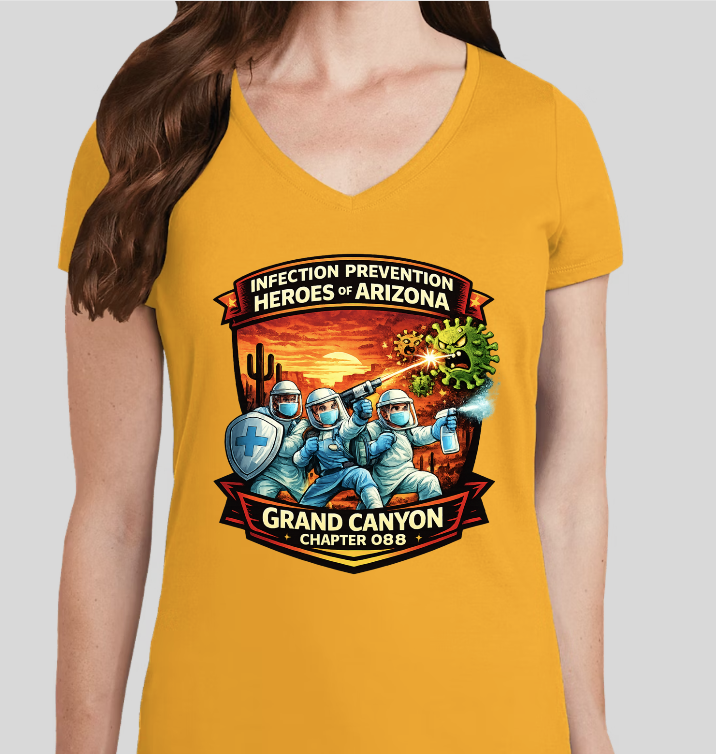 INFECTION PREVENTION
HEROES OF ARIZONA
GRAND CANYON
CHAPTER 088